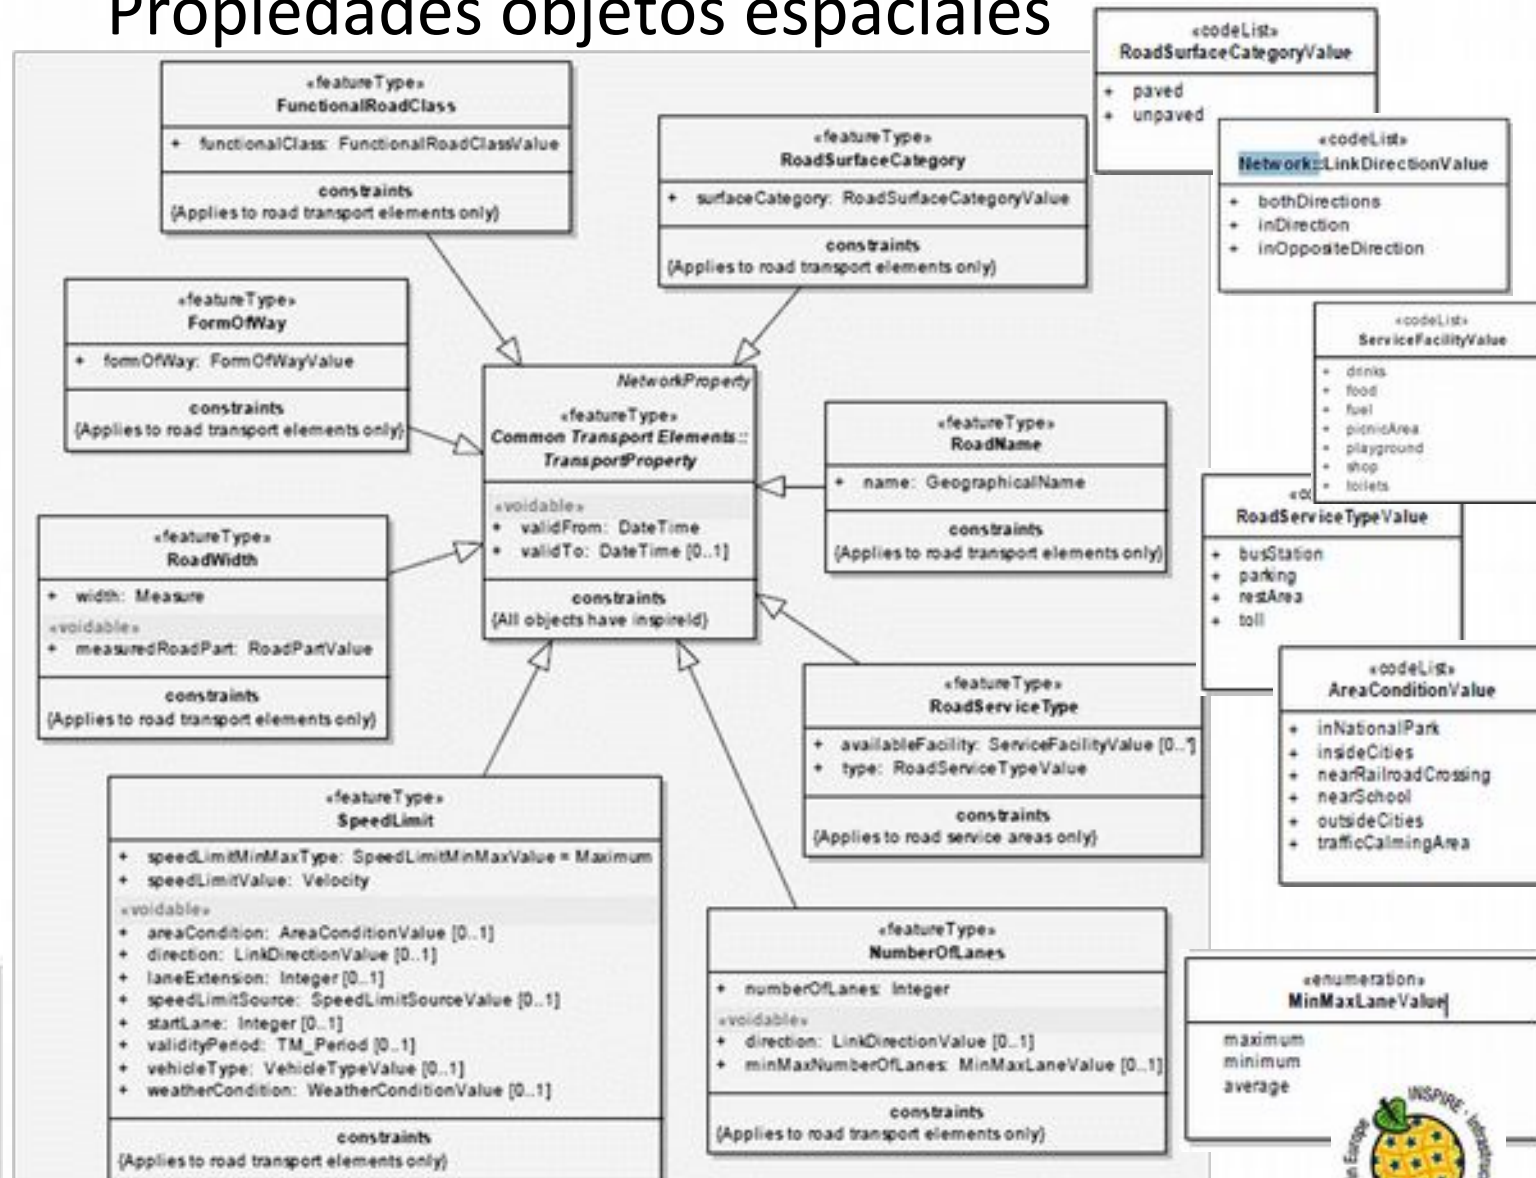 Propiedades objetos espaciales
«featureType»
FunctionalRoadClass
+ functionalClass: FunctionalRoadClassValue
constraints
{Applies to road transport elements only}
«featureType»
RoadSurfaceCategory
+ surfaceCategory: RoadSurfaceCategoryValue
constraints
{Applies to road transport elements only}
«codeList»
RoadSurfaceCategoryValue
+ paved
+ unpaved
«codeList»
Network::LinkDirectionValue
+ bothDirections
+ inDirection
+ inOppositeDirection
«featureType»
FormOfWay
+ formOfWay: FormOfWayValue
constraints
{Applies to road transport elements only}
NetworkProperty
«featureType»
Common Transport Elements::
TransportProperty
«voidable»
+ validFrom: DateTime
+ validTo: DateTime [0..1]
constraints
{All objects have inspireId}
«featureType»
RoadName
+ name: GeographicalName
constraints
{Applies to road transport elements only}
«codeList»
ServiceFacilityValue
+ drinks
+ food
+ fuel
+ picnicArea
+ playground
+ shop
+ toilets
RoadServiceTypeValue
+ busStation
+ parking
+ restArea
+ toll
«featureType»
RoadWidth
+ width: Measure
«voidable»
+ measuredRoadPart: RoadPartValue
constraints
{Applies to road transport elements only}
«featureType»
RoadServiceType
+ availableFacility: ServiceFacilityValue [0..*]
+ type: RoadServiceTypeValue
constraints
{Applies to road service areas only}
«codeList»
AreaConditionValue
+ inNationalPark
+ insideCities
+ nearRailroadCrossing
+ nearSchool
+ outsideCities
+ trafficCalmingArea
«featureType»
SpeedLimit
+ speedLimitMinMaxType: SpeedLimitMinMaxValue = Maximum
+ speedLimitValue: Velocity
«voidable»
+ areaCondition: AreaConditionValue [0..1]
+ direction: LinkDirectionValue [0..1]
+ laneExtension: Integer [0..1]
+ speedLimitSource: SpeedLimitSourceValue [0..1]
+ startLane: Integer [0..1]
+ validityPeriod: TM_Period [0..1]
+ vehicleType: VehicleTypeValue [0..1]
+ weatherCondition: WeatherConditionValue [0..1]
constraints
{Applies to road transport elements only}
«featureType»
NumberOfLanes
+ numberOfLanes: Integer
«voidable»
+ direction: LinkDirectionValue [0..1]
+ minMaxNumberOfLanes: MinMaxLaneValue [0..1]
constraints
{Applies to road transport elements only}
«enumeration»
MinMaxLaneValue
maximum
minimum
average
INSPIRE
Europe